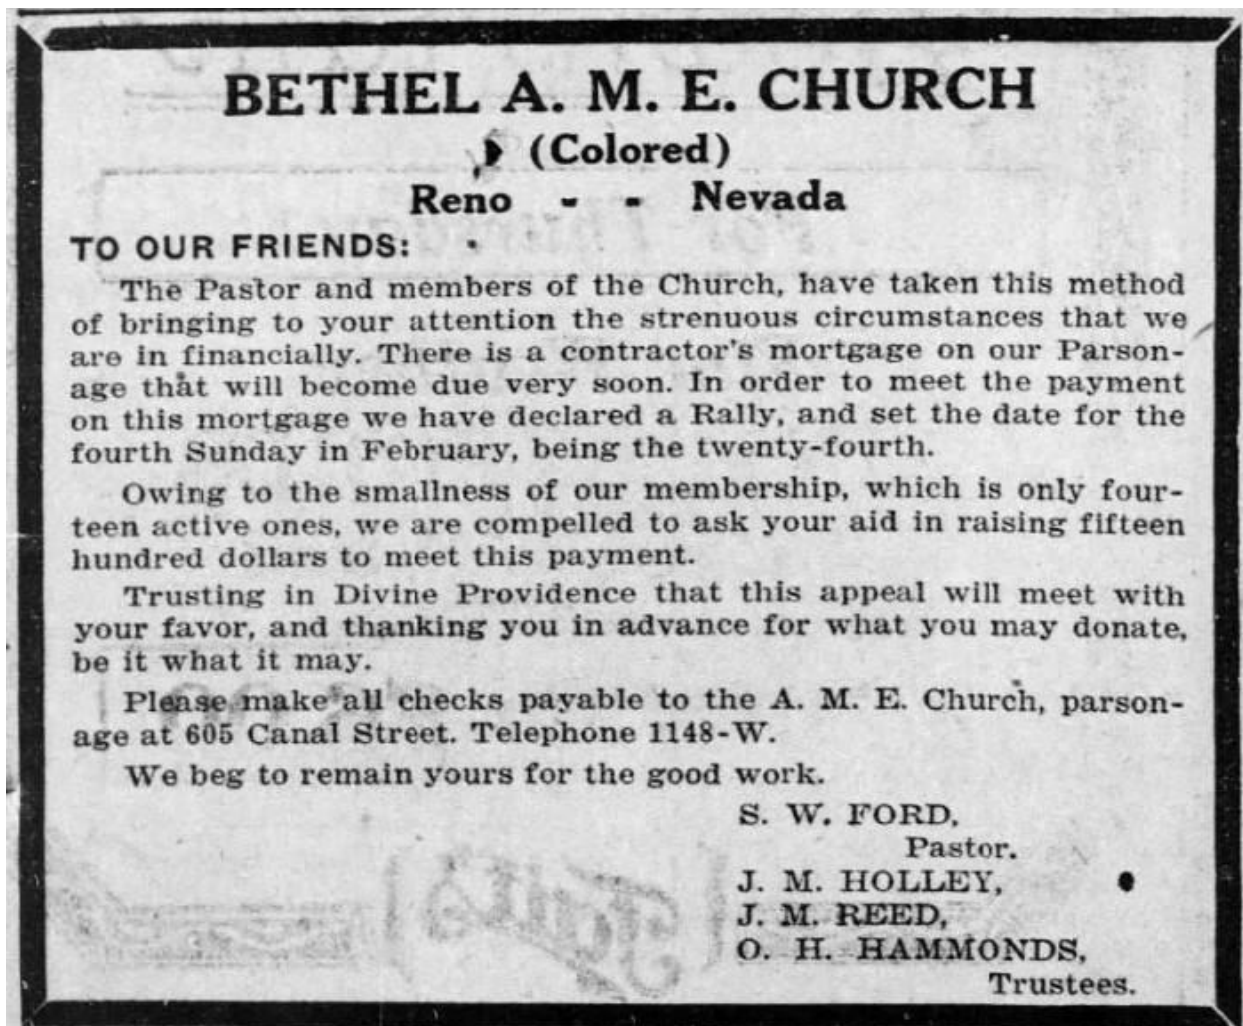 BETHEL A. M. E. CHURCH
(Colored)
Reno - - Nevada
TO OUR FRIENDS:
The Pastor and members of the Church, have taken this method
of bringing to your attention the strenuous circumstances that we
are in financially. There is a contractor's mortgage on our Parson-
age that will become due very soon. In order to meet the payment
on this mortgage we have declared a Rally, and set the date for the
fourth Sunday in February, being the twenty-fourth.
Owing to the smallness of our membership, which is only four-
teen active ones, we are compelled to ask your aid in raising fifteen
hundred dollars to meet this payment.
Trusting in Divine Providence that this appeal will meet with
your favor, and thanking you in advance for what you may donate,
be it what it may.
Please make all checks payable to the A. M. E. Church, parson-
age at 605 Canal Street. Telephone 1148-W.
We beg to remain yours for the good work.
S. W. FORD,
Pastor.
J. M. HOLLEY,
J. M. REED,
O. H. HAMMONDS,
Trustees.